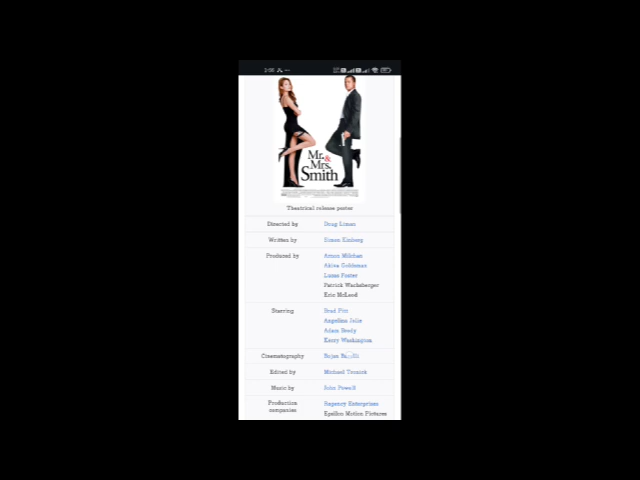 Mr. &
Mrs.
Smith
Theatrical release poster
Directed by Doug Liman
Written by Simon Kinberg
Produced by Arnon Milchan
Akiva Goldsman
Lucas Foster
Patrick Wachsberger
Eric McLeod
Starring Brad Pitt
Angelina Jolie
Adam Brody
Kerry Washington
Cinematography Bojan
Edited by Michael Tronick
Music by John Powell
Production companies Regency Enterprises
Epsilon Motion Pictures